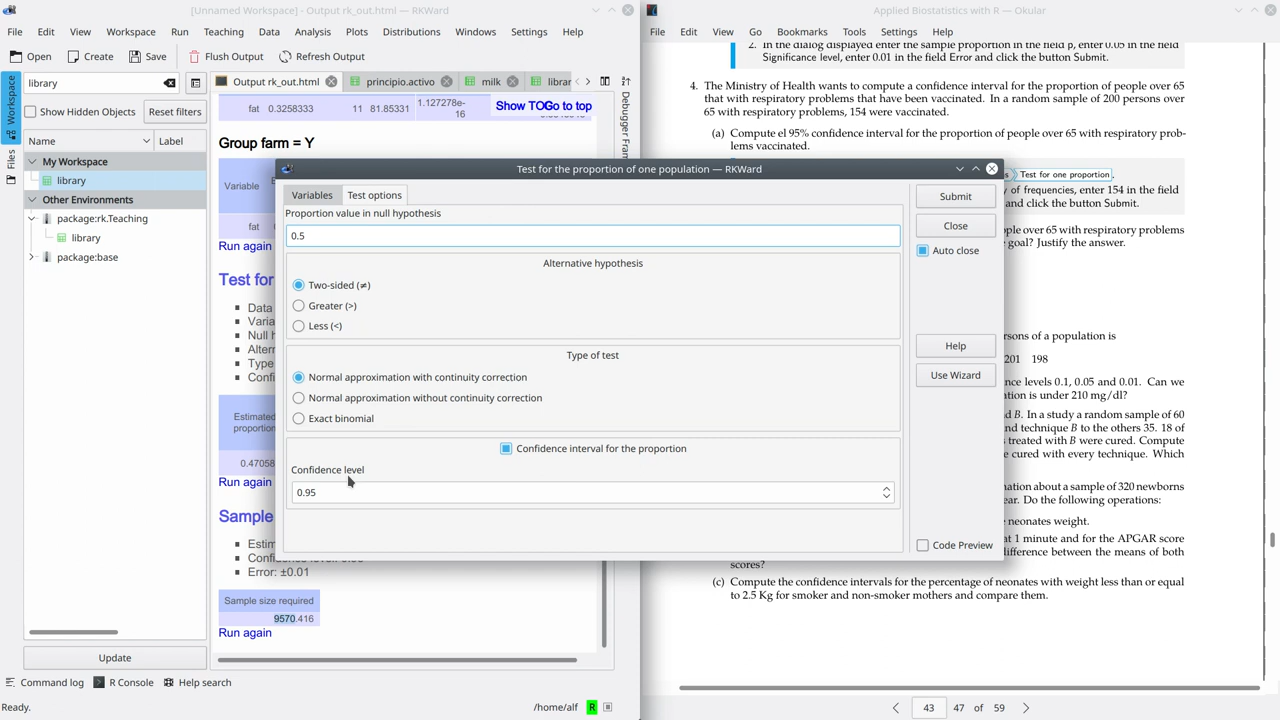 [Unnamed Workspace] - Output rk_out.html — RKWard
File Edit View Workspace Run Teaching Data Analysis Plots Distributions Windows Settings Help
Open Create Save Flush Output Refresh Output
Workspace
Files
library
Show Hidden Objects Reset filters
Name Label
My Workspace
library
Other Environments
package:rk.Teaching
library
package:base
Update
Output rk_out.html principio.activo milk librar
Debugger Fram
fat 0.3258333 11 81.85331 1.127278e-16
Show TOGo to top
Group farm = Y
Variable
fat
Run again
Test for
Data
Varia
Null h
Altern
Type
Confi
Estimated
proportion
0.47058
Run again
Sample
Estim
Confidence level: 0.95
Error: ±0.01
Sample size required
9570.416
Run again
Command log R Console Help search
Ready. /home/alf R
Test for the proportion of one population — RKWard
Variables Test options
Proportion value in null hypothesis
0.5
Alternative hypothesis
Two-sided (≠)
Greater (>)
Less (<)
Type of test
Normal approximation with continuity correction
Normal approximation without continuity correction
Exact binomial
Confidence interval for the proportion
Confidence level
0.95
Submit
Close
Auto close
Help
Use Wizard
Code Preview
Applied Biostatistics with R — Okular
File Edit View Go Bookmarks Tools Settings Help
2. In the dialog displayed enter the sample proportion in the field p, enter 0.05 in the field
Significance level, enter 0.01 in the field Error and click the button Submit.
4. The Ministry of Health wants to compute a confidence interval for the proportion of people over 65
that with respiratory problems that have been vaccinated. In a random sample of 200 persons over
65 with respiratory problems, 154 were vaccinated.
(a) Compute el 95% confidence interval for the proportion of people over 65 with respiratory prob-
lems vaccinated.
s Test for one proportion.
y of frequencies, enter 154 in the field
and click the button Submit.
ple over 65 with respiratory problems
goal? Justify the answer.
rsons of a population is
201 198
nce levels 0.1, 0.05 and 0.01. Can we
ation is under 210 mg/dl?
d B. In a study a random sample of 60
nd technique B to the others 35. 18 of
s treated with B were cured. Compute
e cured with every technique. Which
mation about a sample of 320 newborns
ear. Do the following operations:
e neonates weight.
at 1 minute and for the APGAR score
difference between the means of both
scores?
(c) Compute the confidence intervals for the percentage of neonates with weight less than or equal
to 2.5 Kg for smoker and non-smoker mothers and compare them.
43 47 of 59